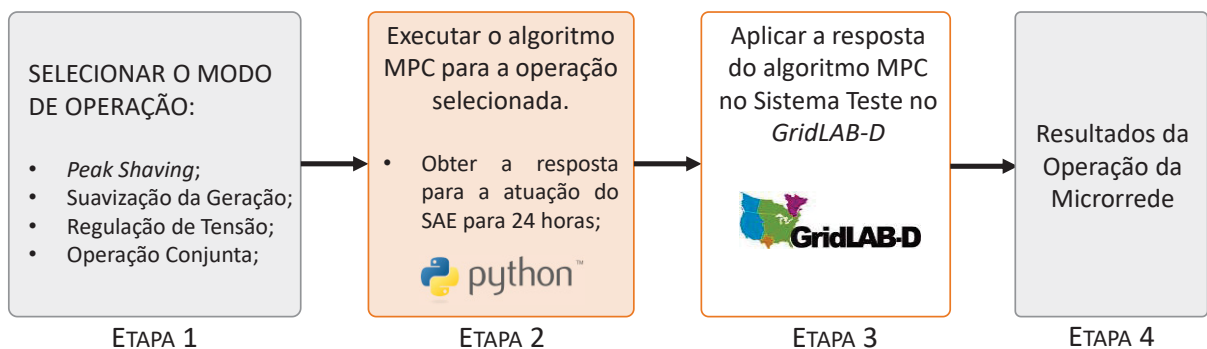 SELECIONAR O MODO
DE OPERAÇÃO:
• Peak Shaving;
• Suavização da Geração;
• Regulação de Tensão;
• Operação Conjunta;
ETAPA 1
Executar o algoritmo
MPC para a operação
selecionada.
• Obter a resposta
para a atuação do
SAE para 24 horas;
python™
ETAPA 2
Aplicar a resposta
do algoritmo MPC
no Sistema Teste no
GridLAB-D
GridLAB-D
ETAPA 3
Resultados da
Operação da
Microrrede
ETAPA 4